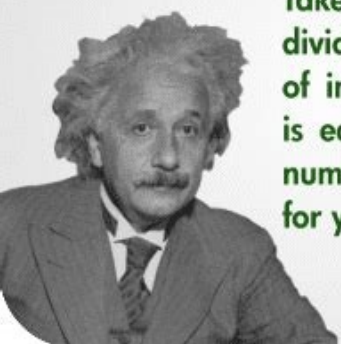 Take
divid
of in
is eq
num
for y